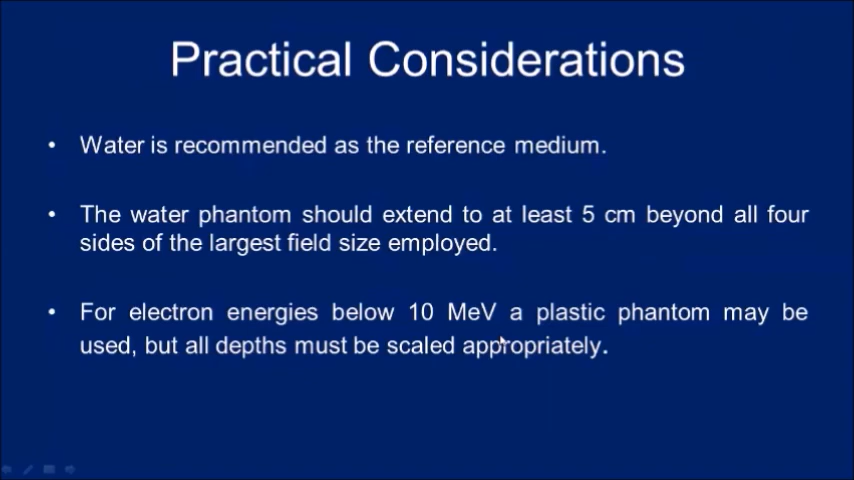 Practical Considerations
• Water is recommended as the reference medium.
• The water phantom should extend to at least 5 cm beyond all four
sides of the largest field size employed.
• For electron energies below 10 MeV a plastic phantom may be
used, but all depths must be scaled appropriately.